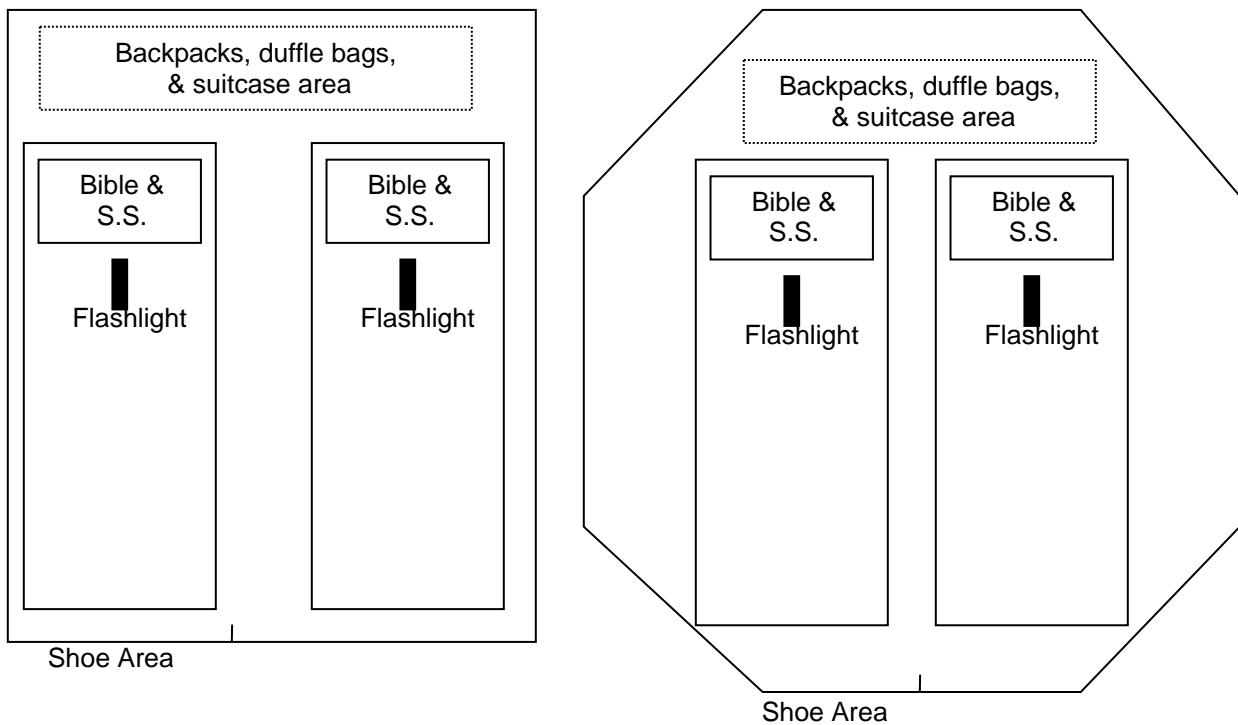 Backpacks, duffle bags,
& suitcase area
Bible &
S.S.
Flashlight
Bible &
S.S.
Flashlight
Shoe Area
Backpacks, duffle bags,
& suitcase area
Bible &
S.S.
Flashlight
Bible &
S.S.
Flashlight
Shoe Area